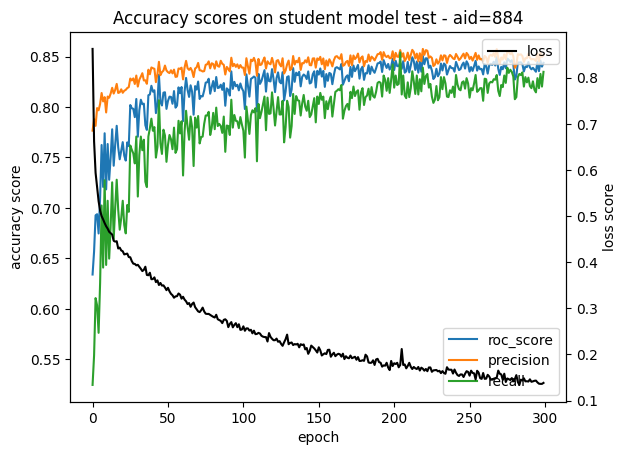 Accuracy scores on student model test - aid=884
accuracy score
0.85
0.80
0.75
0.70
0.65
0.60
0.55
loss
0.8
0.7
0.6
0.5
0.4
0.3
0.2
0.1
loss score
roc_score
precision
recall
0
50
100
150
200
250
300
epoch